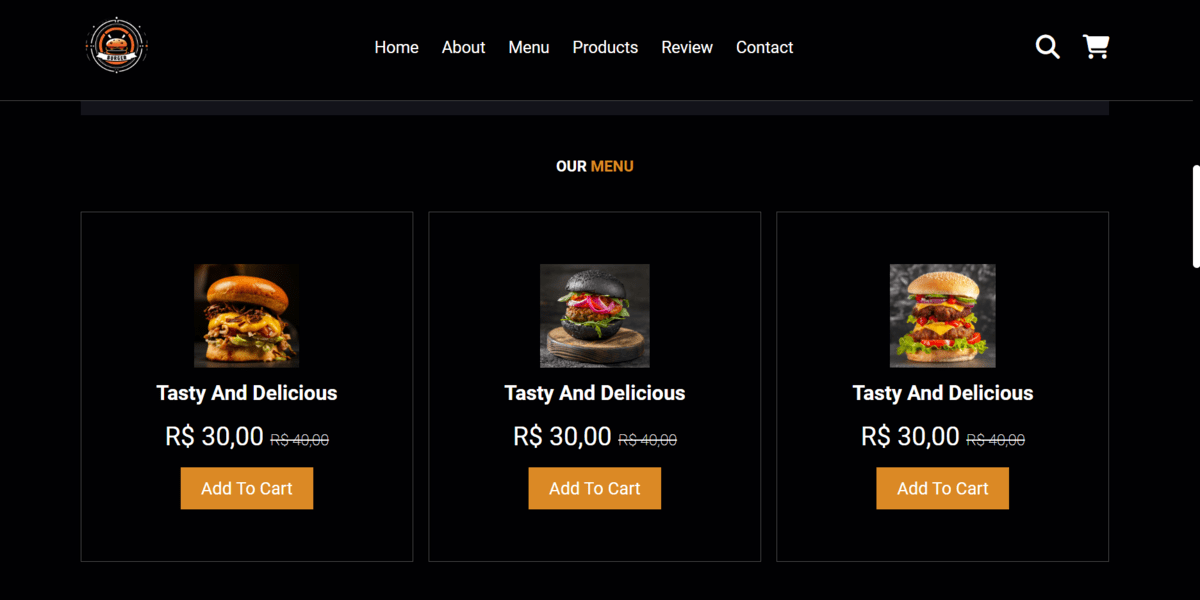 BURGER
Home About Menu Products Review Contact
OUR MENU
Tasty And Delicious
R$ 30,00 R$ 40,00
Add To Cart
Tasty And Delicious
R$ 30,00 R$ 40,00
Add To Cart
Tasty And Delicious
R$ 30,00 R$ 40,00
Add To Cart